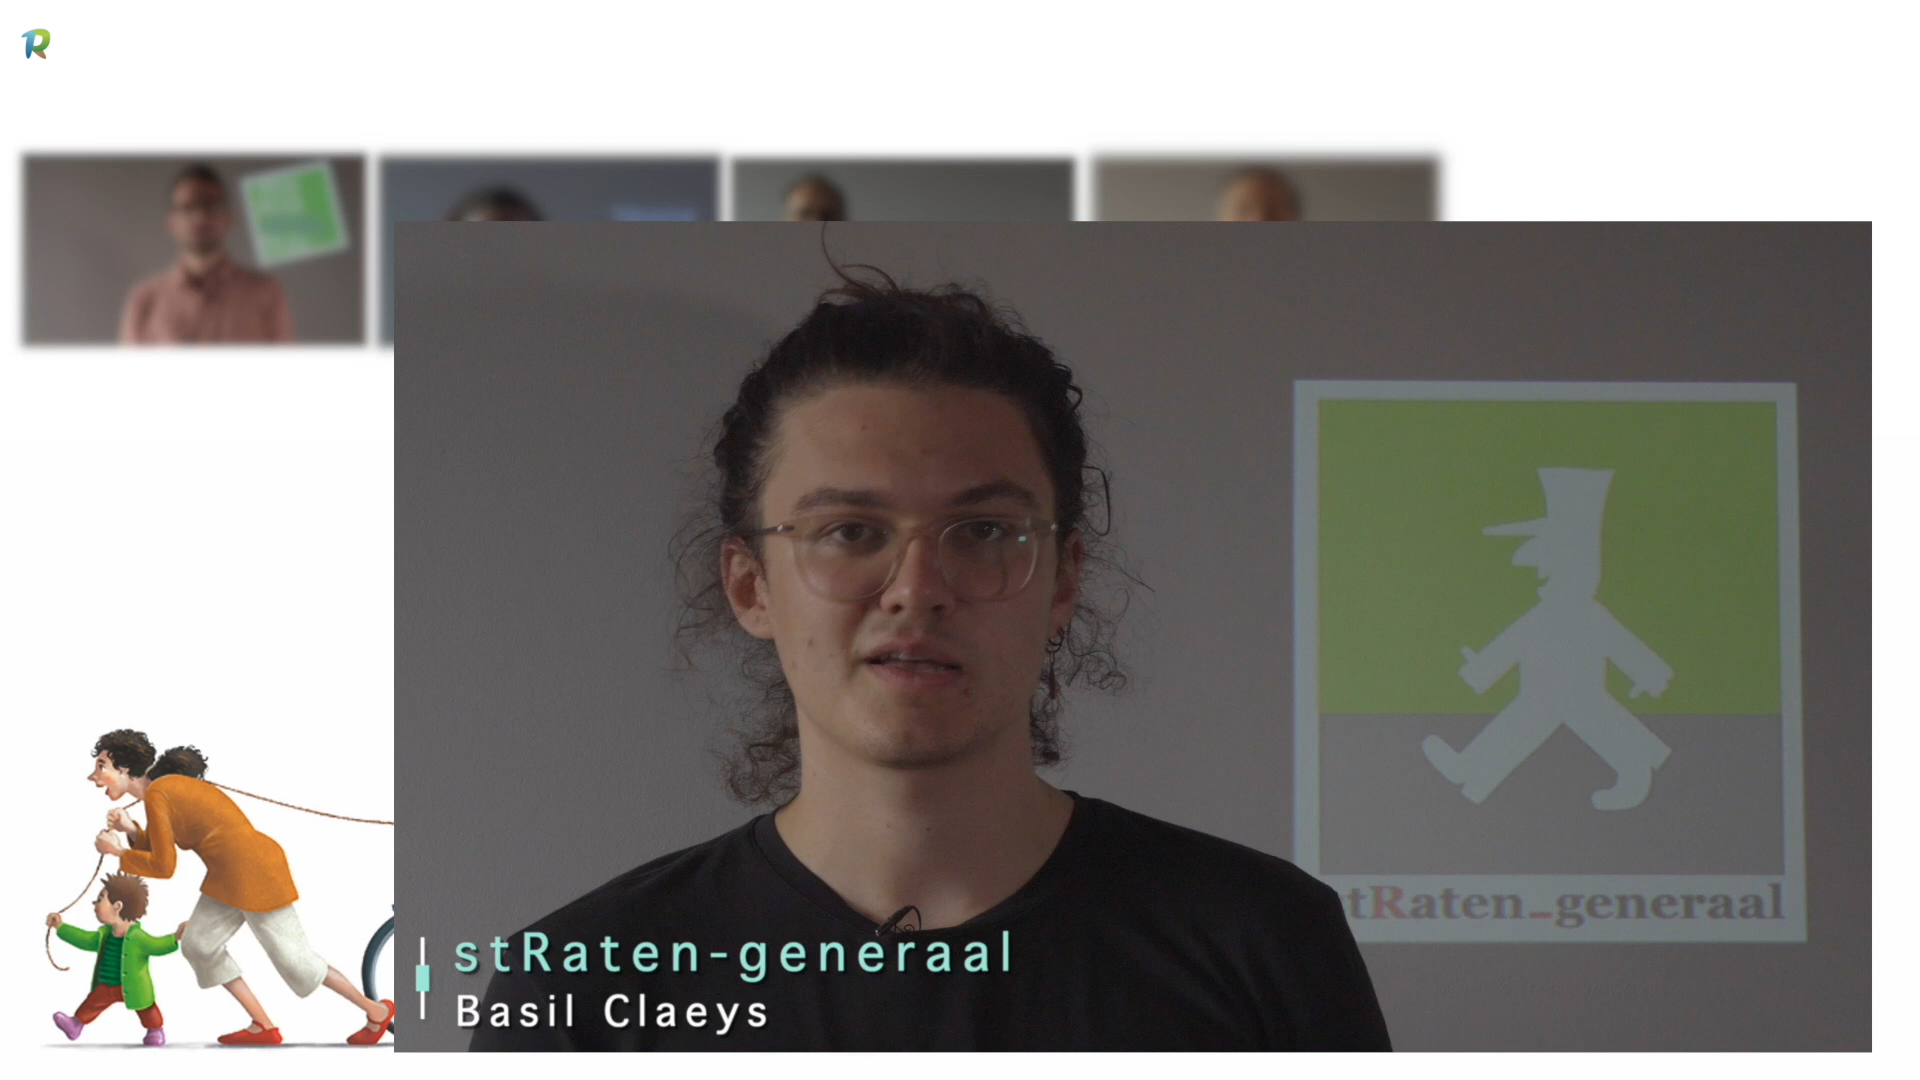 R
tRaten_generaal
stRaten-generaal
Basil Claeys